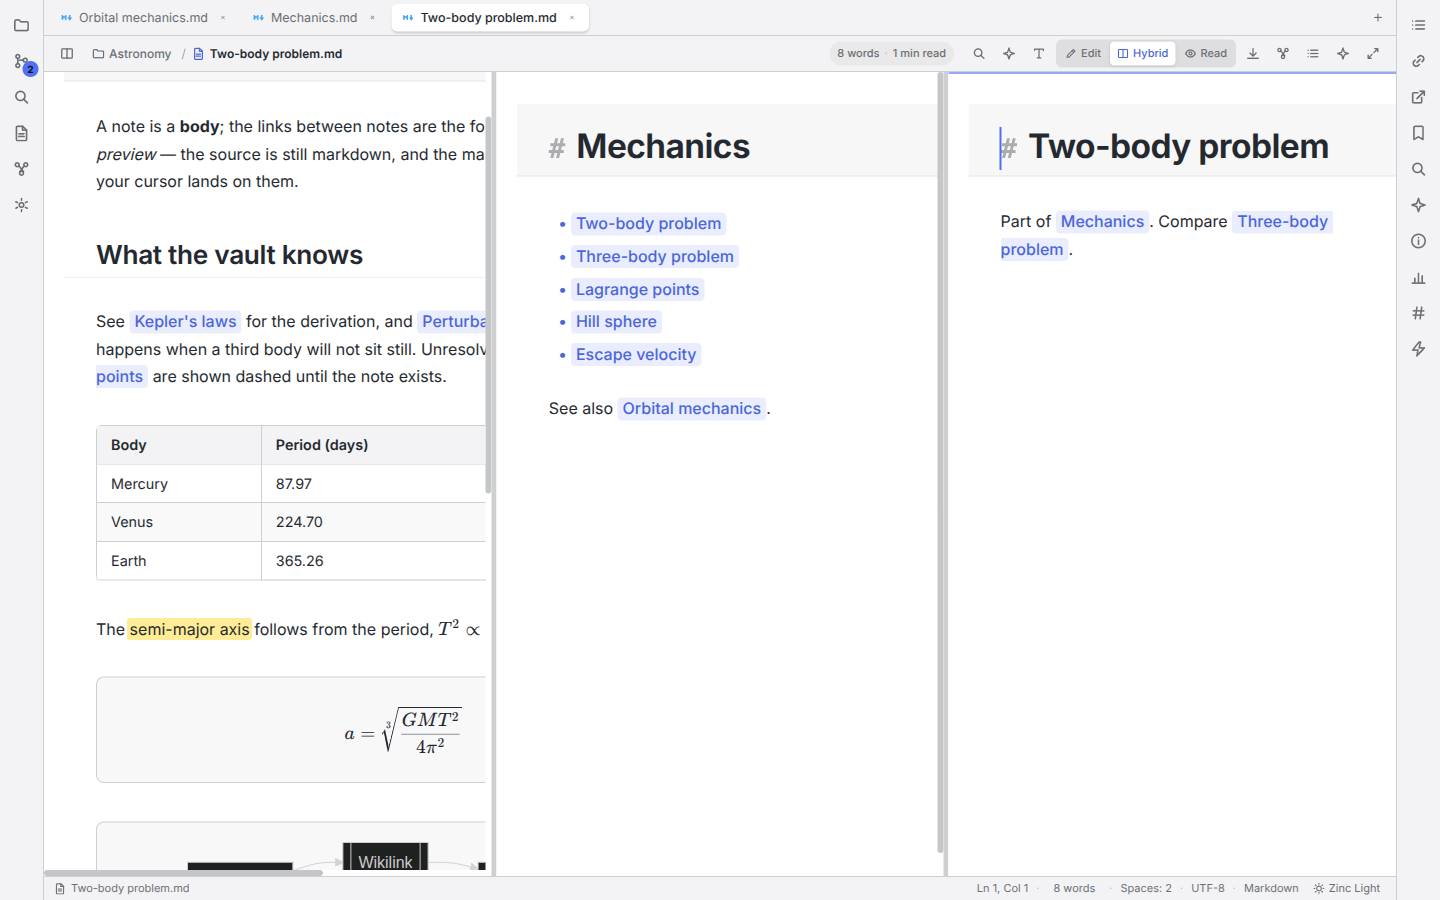 Orbital mechanics.md
Mechanics.md
Two-body problem.md
2
Astronomy / Two-body problem.md
8 words · 1 min read
Edit
Hybrid
Read
A note is a body; the links between notes are the fo
preview — the source is still markdown, and the ma
your cursor lands on them.
What the vault knows
See Kepler's laws for the derivation, and Perturba
happens when a third body will not sit still. Unresolv
points are shown dashed until the note exists.
Body Period (days)
Mercury 87.97
Venus 224.70
Earth 365.26
The semi-major axis follows from the period, T² ∝
a = ∛(GMT²/4π²)
Wikilink
# Mechanics
• Two-body problem
• Three-body problem
• Lagrange points
• Hill sphere
• Escape velocity
See also Orbital mechanics.
# Two-body problem
Part of Mechanics. Compare Three-body
problem.
Two-body problem.md
Ln 1, Col 1 · 8 words · Spaces: 2 · UTF-8 · Markdown
Zinc Light